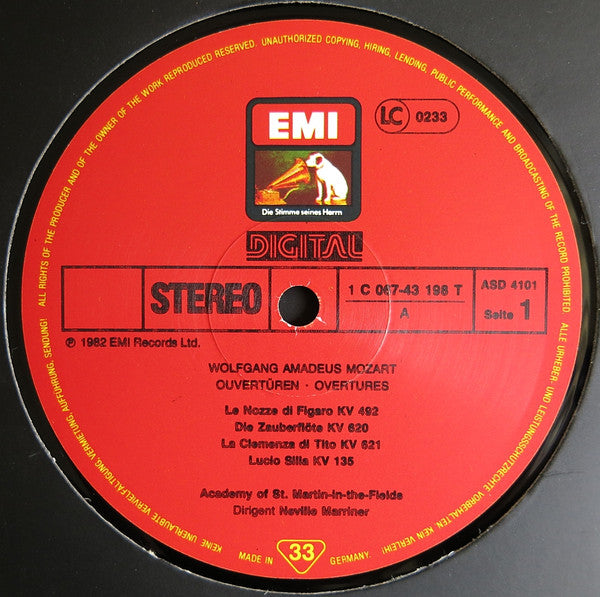 ALL RIGHTS OF THE PRODUCER AND OF THE OWNER OF THE WORK REPRODUCED RESERVED. UNAUTHORIZED COPYING, HIRING, LENDING, PUBLIC PERFORMANCE AND BROADCASTING OF THE RECORD PROHIBITED. ALLE URHEBER- UND LEISTUNGSSCHUTZRECHTE VORBEHALTEN KEIN VERLEIH! KEINE UNERLAUBTE VERVIELFÄLTIGUNG, VERMIETUNG, AUFFÜHRUNG, SENDUNG!
EMI
LC 0233
Die Stimme seines Herrn
DIGITAL
STEREO
1 C 067-43 198 T
A
ASD 4101
Seite 1
℗ 1982 EMI Records Ltd.
WOLFGANG AMADEUS MOZART
OUVERTÜREN · OVERTURES
Le Nozze di Figaro KV 492
Die Zauberflöte KV 620
La Clemenza di Tito KV 621
Lucio Silla KV 135
Academy of St. Martin-in-the-Fields
Dirigent Neville Marriner
MADE IN 33 GERMANY.